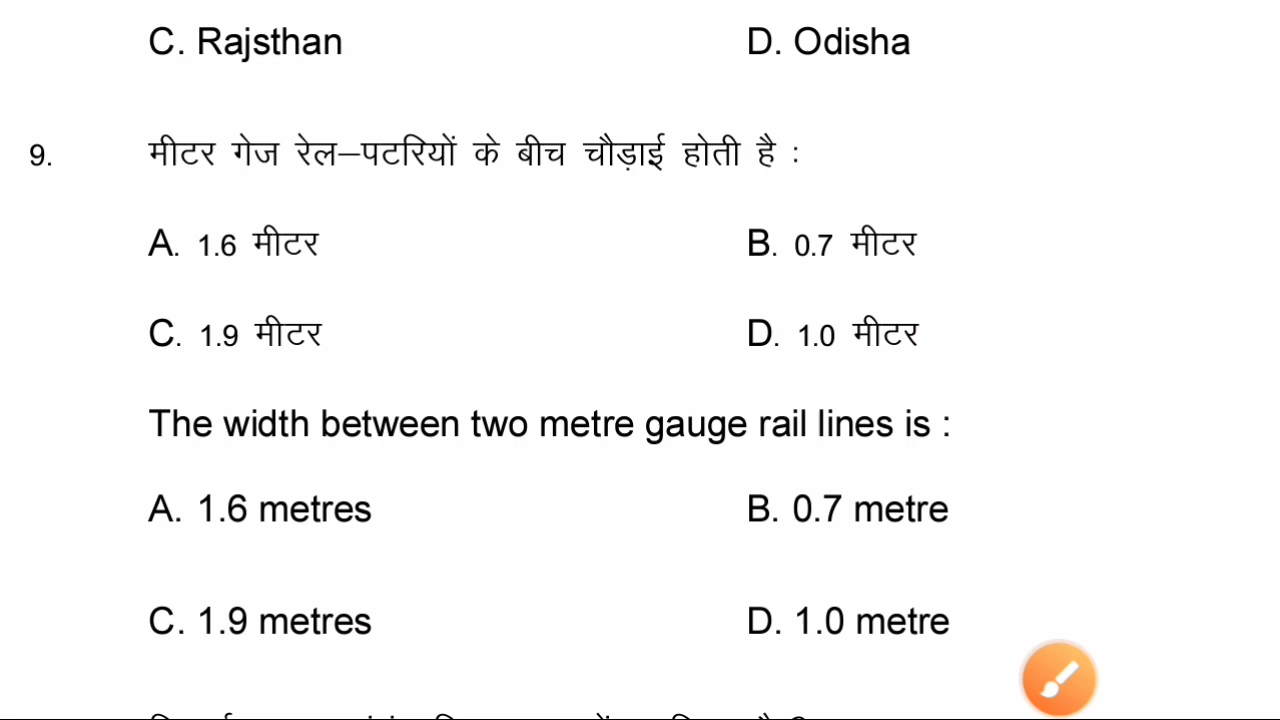 C. Rajsthan D. Odisha
9. मीटर गेज रेल–पटरियों के बीच चौड़ाई होती है :
A. 1.6 मीटर B. 0.7 मीटर
C. 1.9 मीटर D. 1.0 मीटर
The width between two metre gauge rail lines is :
A. 1.6 metres B. 0.7 metre
C. 1.9 metres D. 1.0 metre